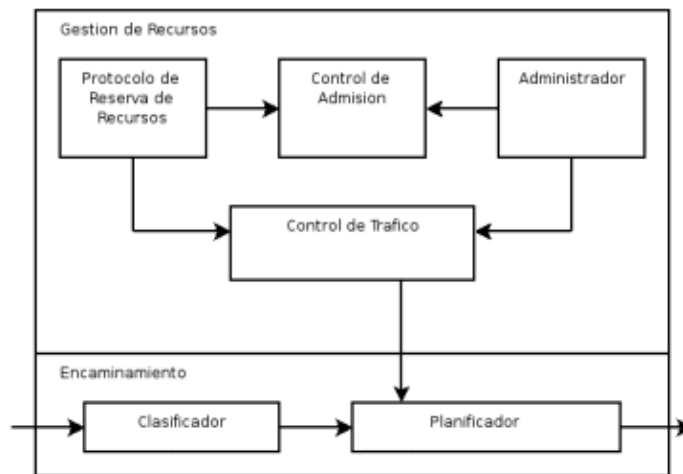 Gestion de Recursos
Protocolo de
Reserva de
Recursos
Control de
Admision
Administrador
Control de Trafico
Encaminamiento
Clasificador
Planificador